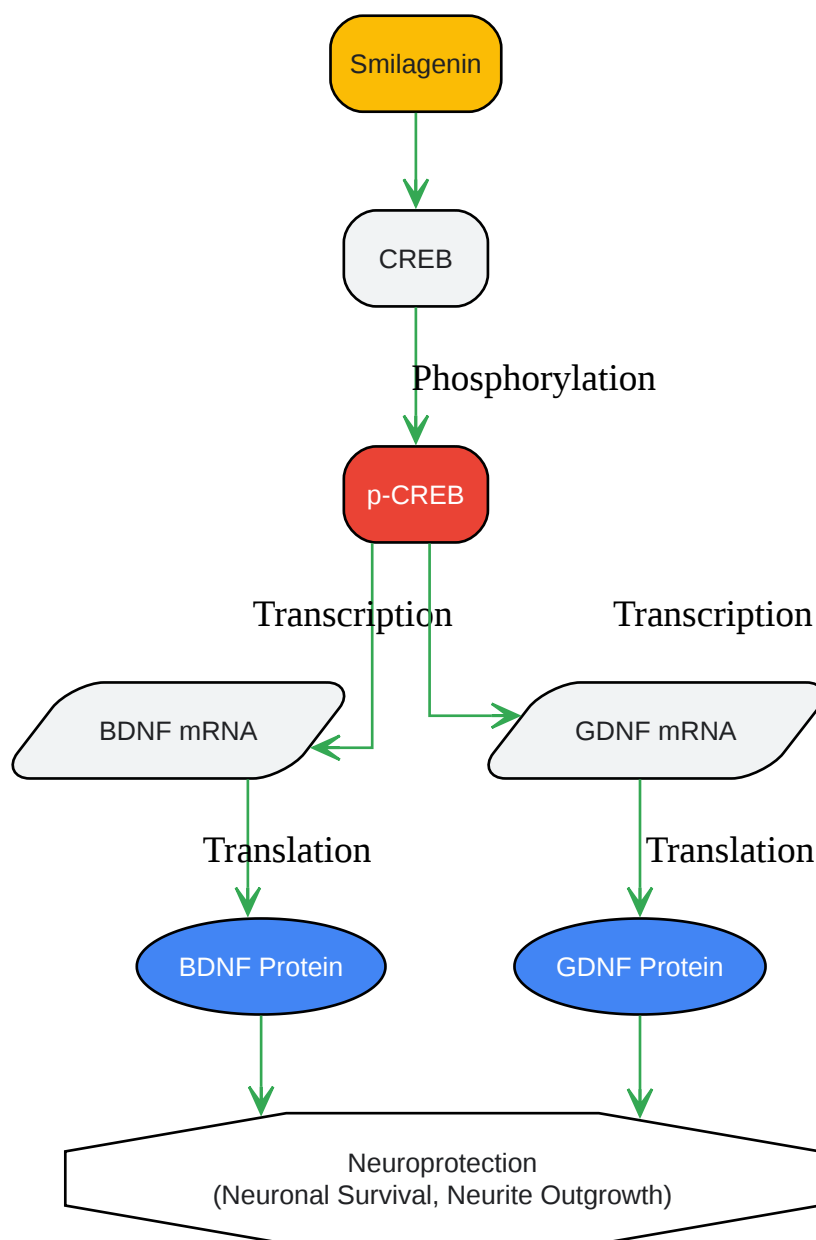 Smilagenin
CREB
Phosphorylation
p-CREB
Transcription
Transcription
BDNF mRNA
GDNF mRNA
Translation
Translation
BDNF Protein
GDNF Protein
Neuroprotection
(Neuronal Survival, Neurite Outgrowth)